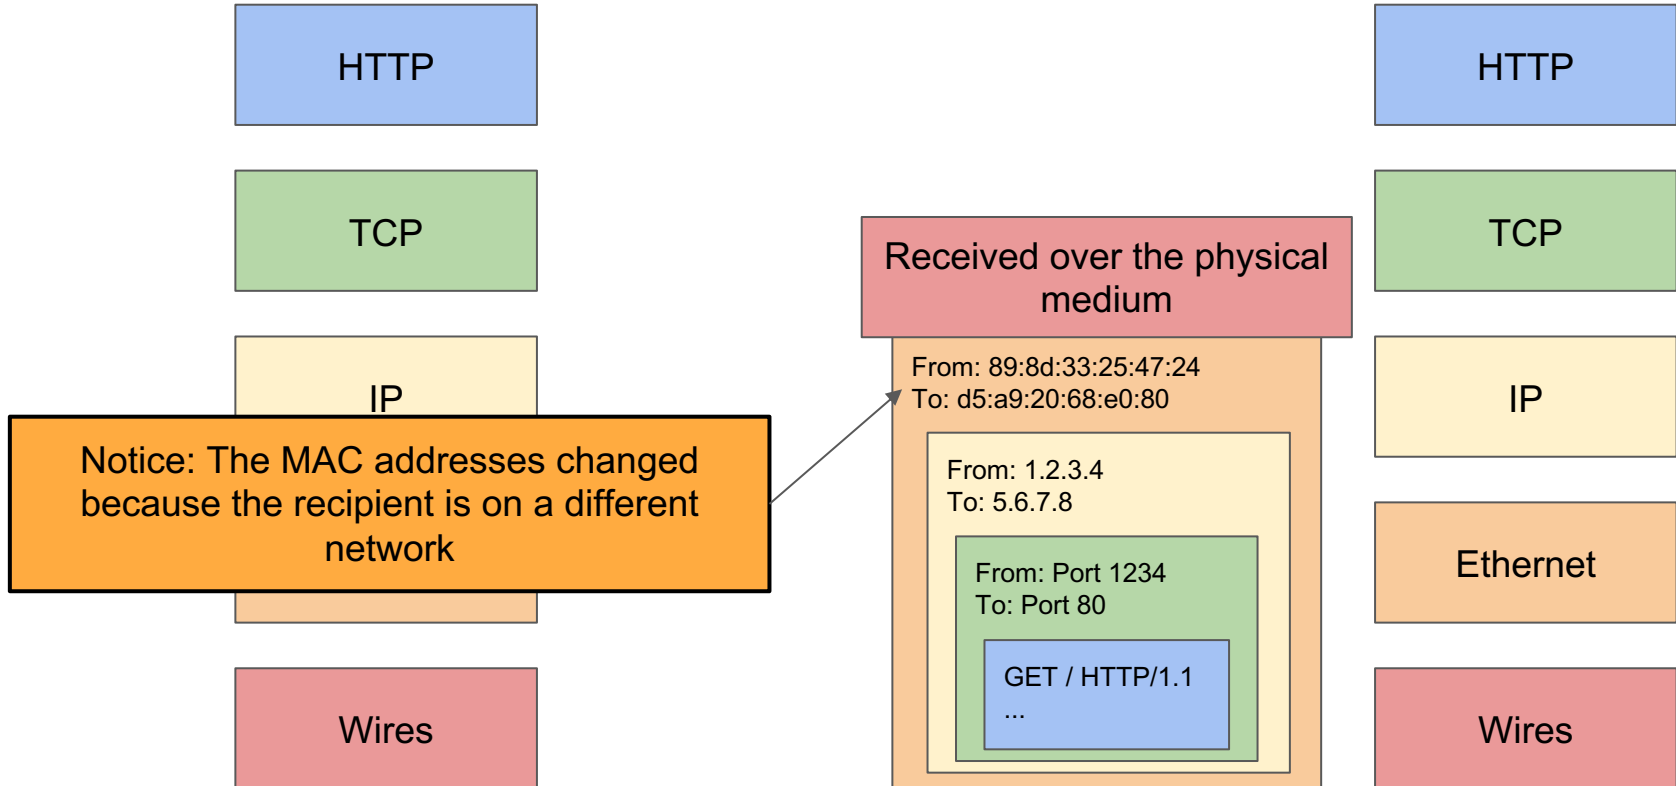 HTTP
TCP
IP
Notice: The MAC addresses changed
because the recipient is on a different
network
Wires
Received over the physical
medium
From: 89:8d:33:25:47:24
To: d5:a9:20:68:e0:80
From: 1.2.3.4
To: 5.6.7.8
From: Port 1234
To: Port 80
GET / HTTP/1.1
...
HTTP
TCP
IP
Ethernet
Wires